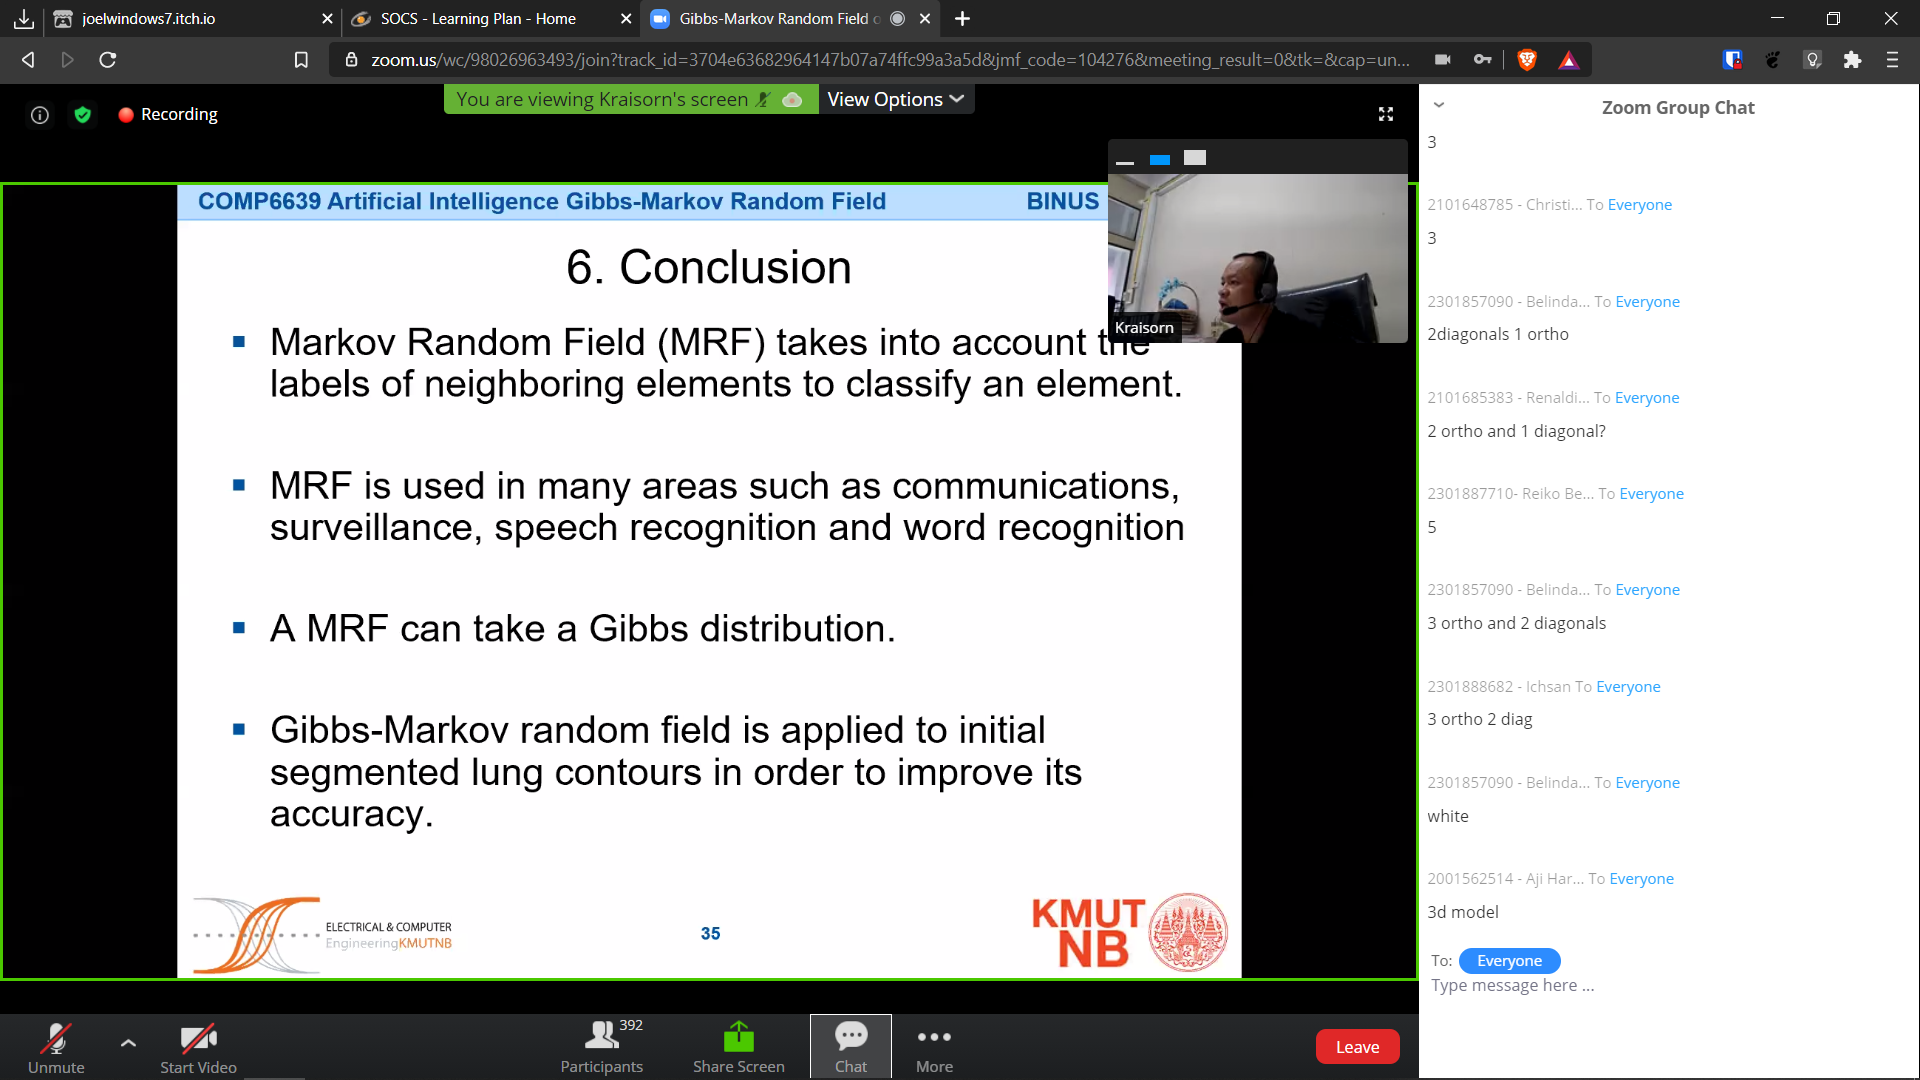 joelwindows7.itch.io
SOCS - Learning Plan - Home
Gibbs-Markov Random Field o
zoom.us/wc/98026963493/join?track_id=3704e63682964147b07a74ffc99a3a5d&jmf_code=104276&meeting_result=0&tk=&cap=un...
Recording
You are viewing Kraisorn's screen
View Options
COMP6639 Artificial Intelligence Gibbs-Markov Random Field
BINUS
Kraisorn
6. Conclusion
Markov Random Field (MRF) takes into account the
labels of neighboring elements to classify an element.
MRF is used in many areas such as communications,
surveillance, speech recognition and word recognition
A MRF can take a Gibbs distribution.
Gibbs-Markov random field is applied to initial
segmented lung contours in order to improve its
accuracy.
ELECTRICAL & COMPUTER
EngineeringKMUTNB
35
KMUT
NB
Zoom Group Chat
3
2101648785 - Christi... To Everyone
3
2301857090 - Belinda... To Everyone
2diagonals 1 ortho
2101685383 - Renaldi... To Everyone
2 ortho and 1 diagonal?
2301887710- Reiko Be... To Everyone
5
2301857090 - Belinda... To Everyone
3 ortho and 2 diagonals
2301888682 - Ichsan To Everyone
3 ortho 2 diag
2301857090 - Belinda... To Everyone
white
2001562514 - Aji Har... To Everyone
3d model
To: Everyone
Type message here ...
Unmute
Start Video
392
Participants
Share Screen
Chat
More
Leave